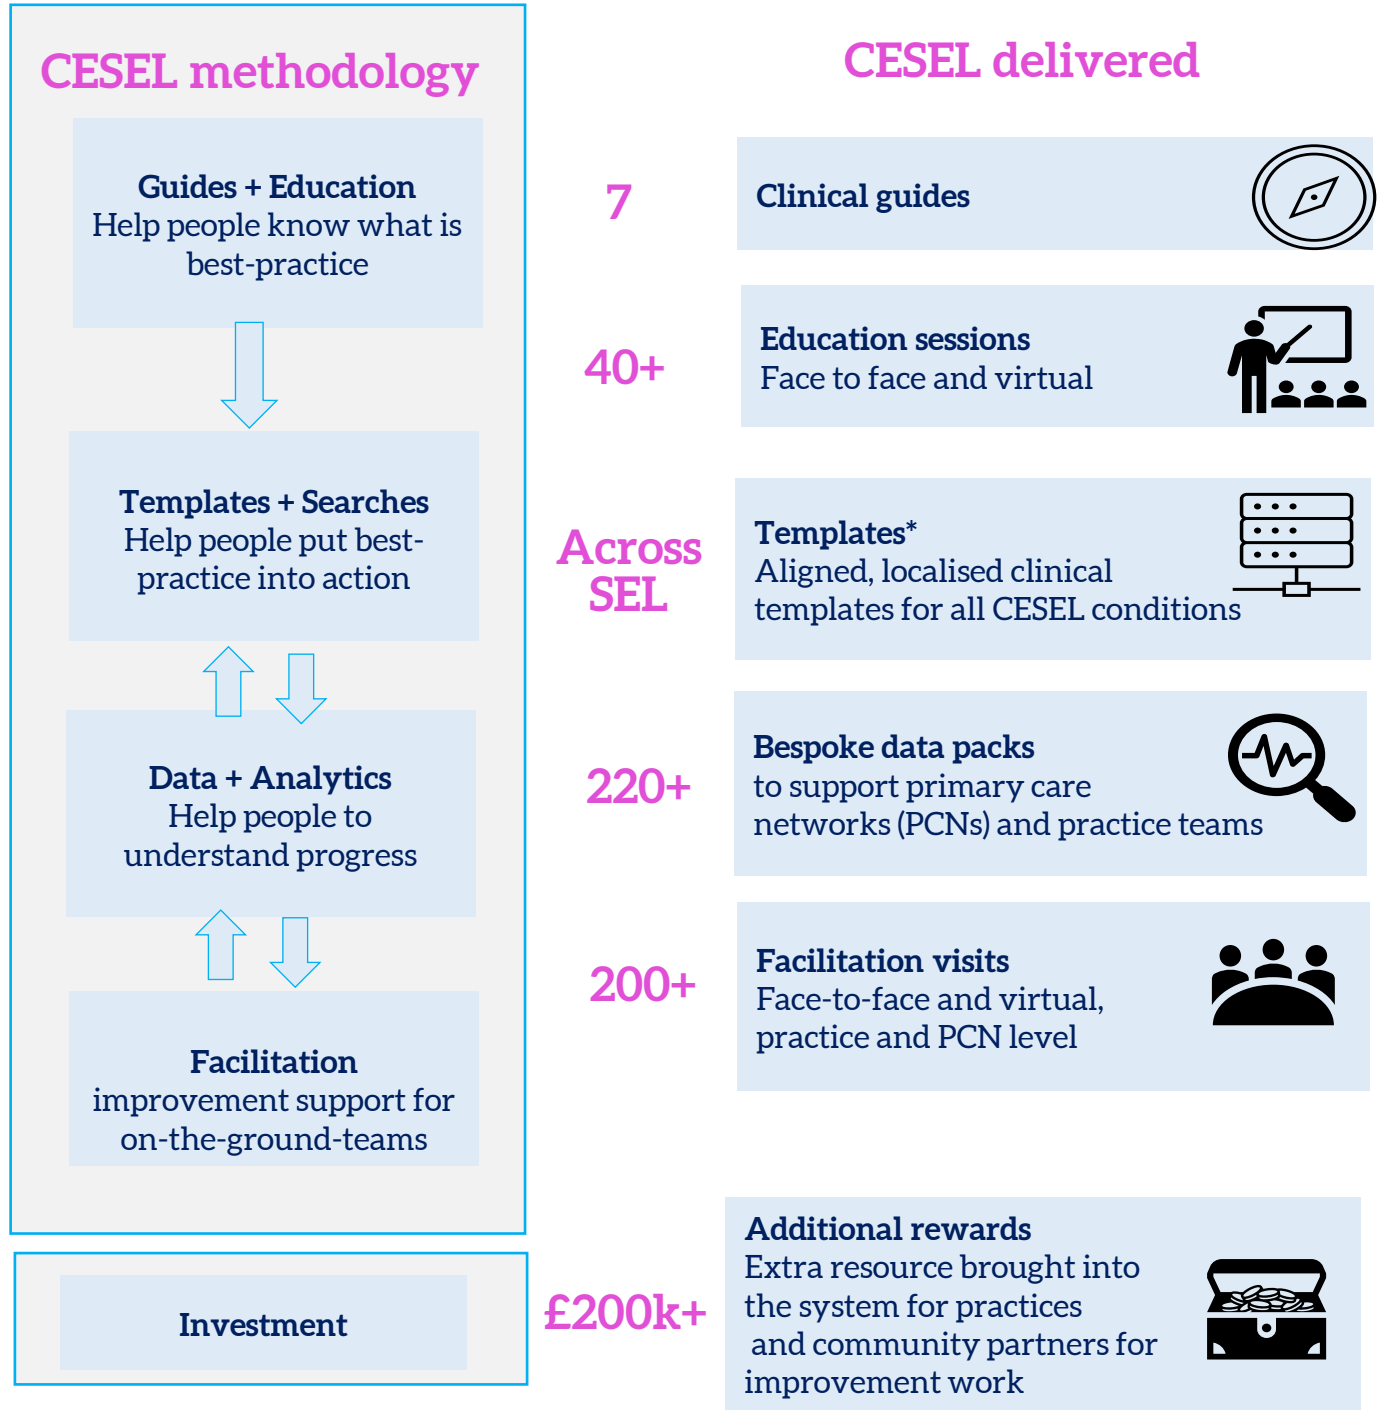 CESEL methodology
Guides + Education
Help people know what is
best-practice
Templates + Searches
Help people put best-
practice into action
Data + Analytics
Help people to
understand progress
Facilitation
improvement support for
on-the-ground-teams
Investment
CESEL delivered
7
Clinical guides
40+
Education sessions
Face to face and virtual
Across
SEL
Templates*
Aligned, localised clinical
templates for all CESEL conditions
220+
Bespoke data packs
to support primary care
networks (PCNs) and practice teams
200+
Facilitation visits
Face-to-face and virtual,
practice and PCN level
£200k+
Additional rewards
Extra resource brought into
the system for practices
and community partners for
improvement work